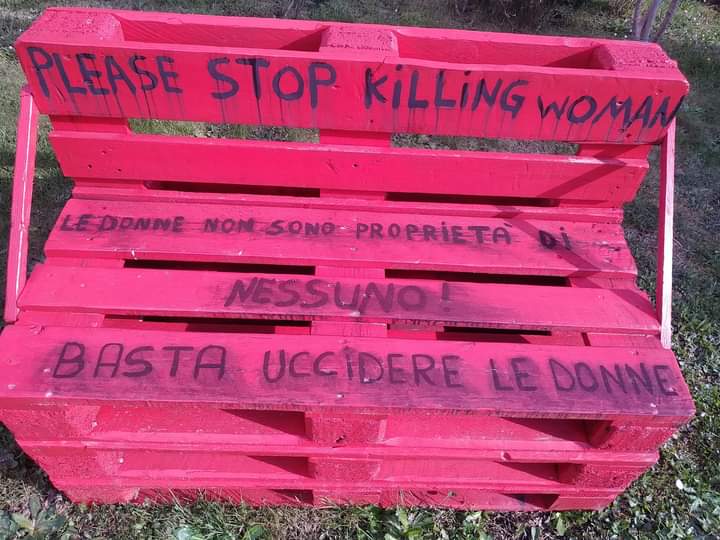 PLEASE STOP KiLLiNG WOMAN
LE DONNE NON SONO PROPRIETÀ Di
NESSUNO!
BASTA UCCiDERE LE DONNE